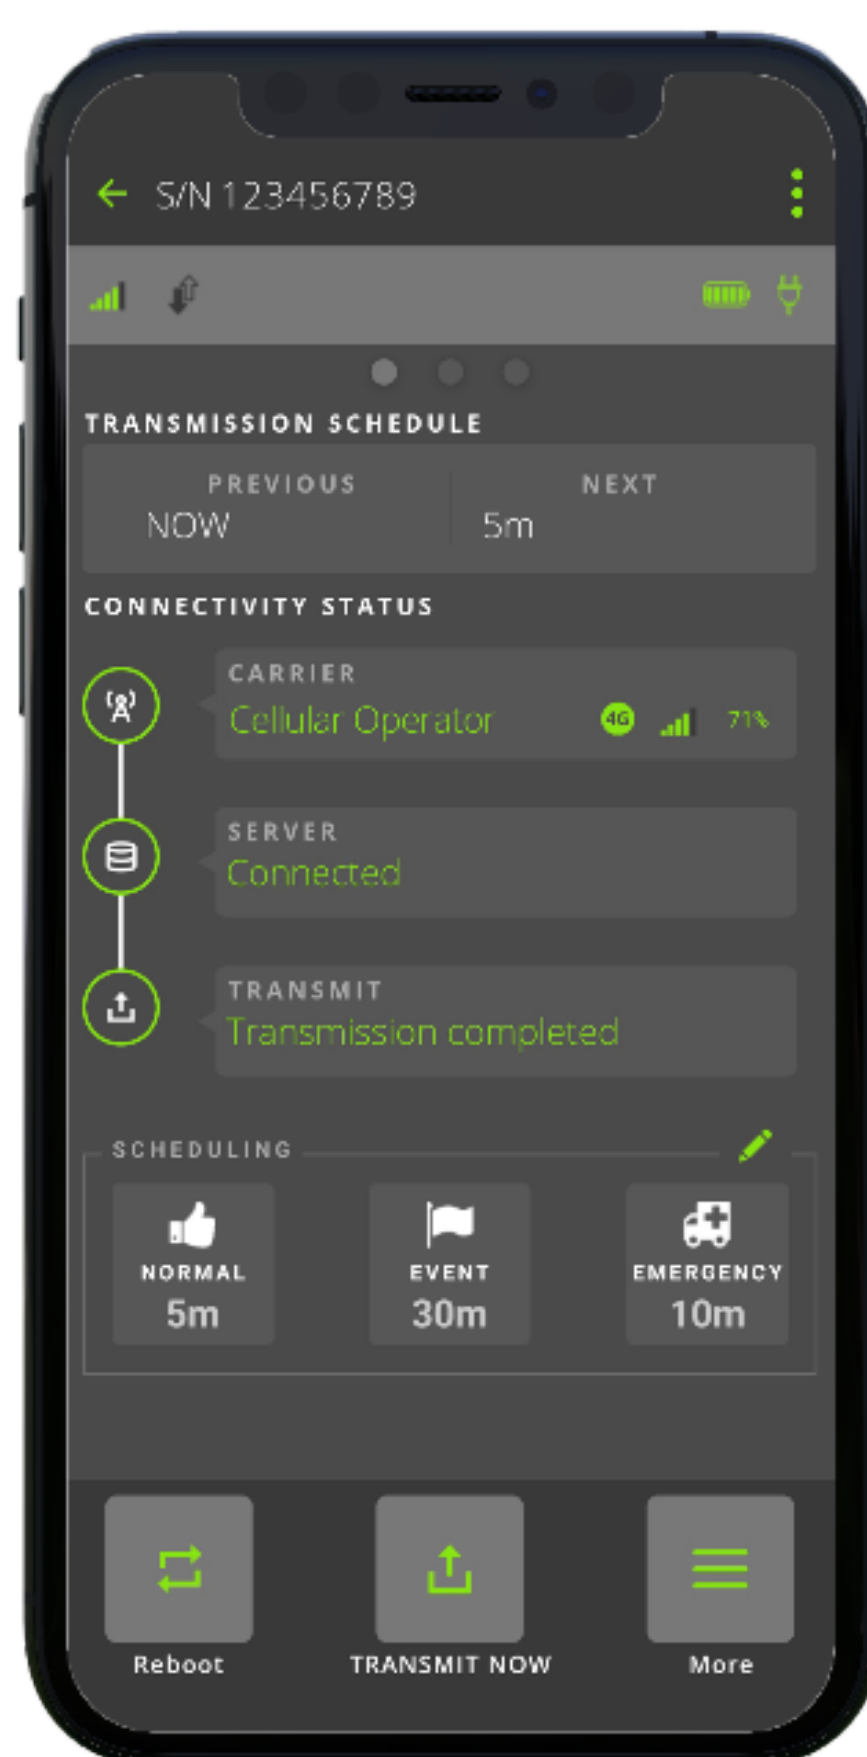 S/N 123456789
TRANSMISSION SCHEDULE
PREVIOUS NEXT
NOW 5m
CONNECTIVITY STATUS
CARRIER
Cellular Operator 4G 71%
SERVER
Connected
TRANSMIT
Transmission completed
SCHEDULING
NORMAL EVENT EMERGENCY
5m 30m 10m
Reboot TRANSMIT NOW More